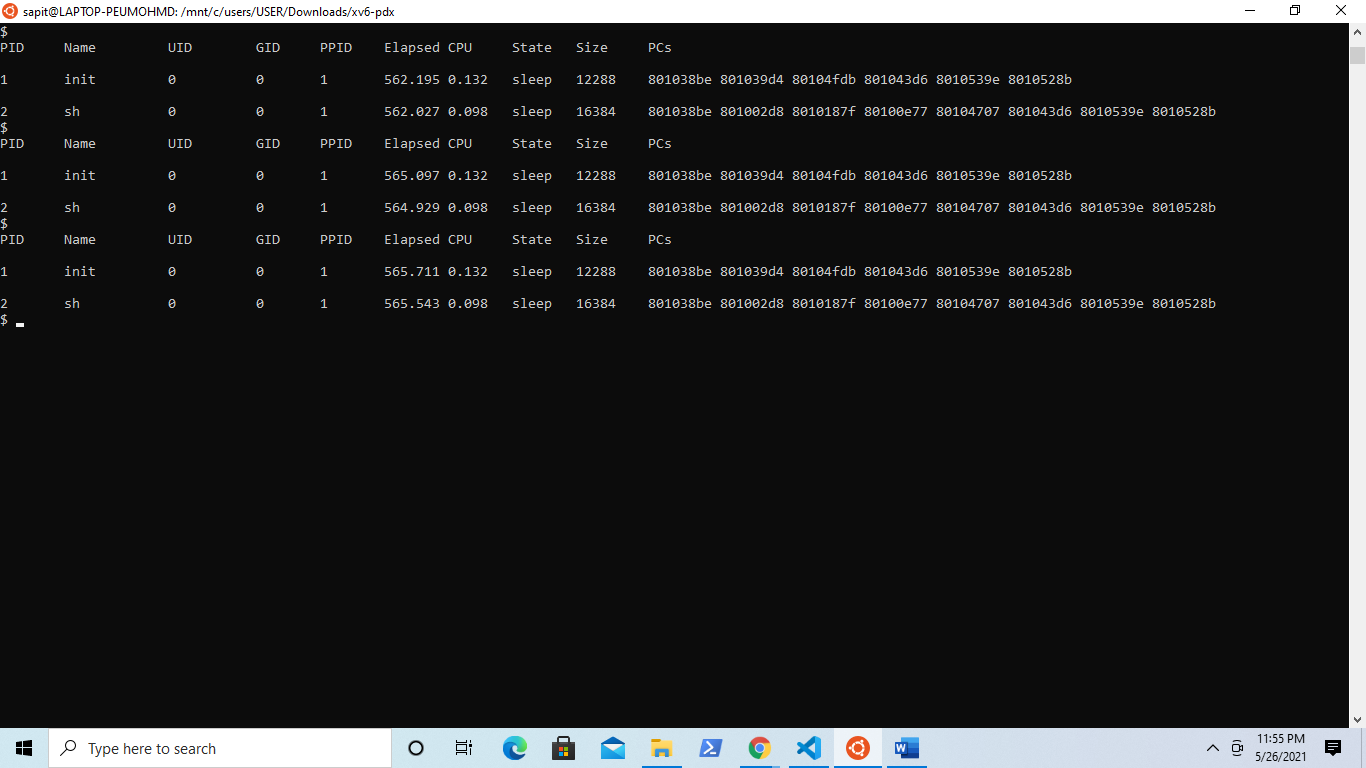 sapit@LAPTOP-PEUMOHMD: /mnt/c/users/USER/Downloads/xv6-pdx
$
PID Name UID GID PPID Elapsed CPU State Size PCs
1 init 0 0 1 562.195 0.132 sleep 12288 801038be 801039d4 80104fdb 801043d6 8010539e 8010528b
2 sh 0 0 1 562.027 0.098 sleep 16384 801038be 801002d8 8010187f 80100e77 80104707 801043d6 8010539e 8010528b
$
PID Name UID GID PPID Elapsed CPU State Size PCs
1 init 0 0 1 565.097 0.132 sleep 12288 801038be 801039d4 80104fdb 801043d6 8010539e 8010528b
2 sh 0 0 1 564.929 0.098 sleep 16384 801038be 801002d8 8010187f 80100e77 80104707 801043d6 8010539e 8010528b
$
PID Name UID GID PPID Elapsed CPU State Size PCs
1 init 0 0 1 565.711 0.132 sleep 12288 801038be 801039d4 80104fdb 801043d6 8010539e 8010528b
2 sh 0 0 1 565.543 0.098 sleep 16384 801038be 801002d8 8010187f 80100e77 80104707 801043d6 8010539e 8010528b
$
Type here to search
11:55 PM
5/26/2021